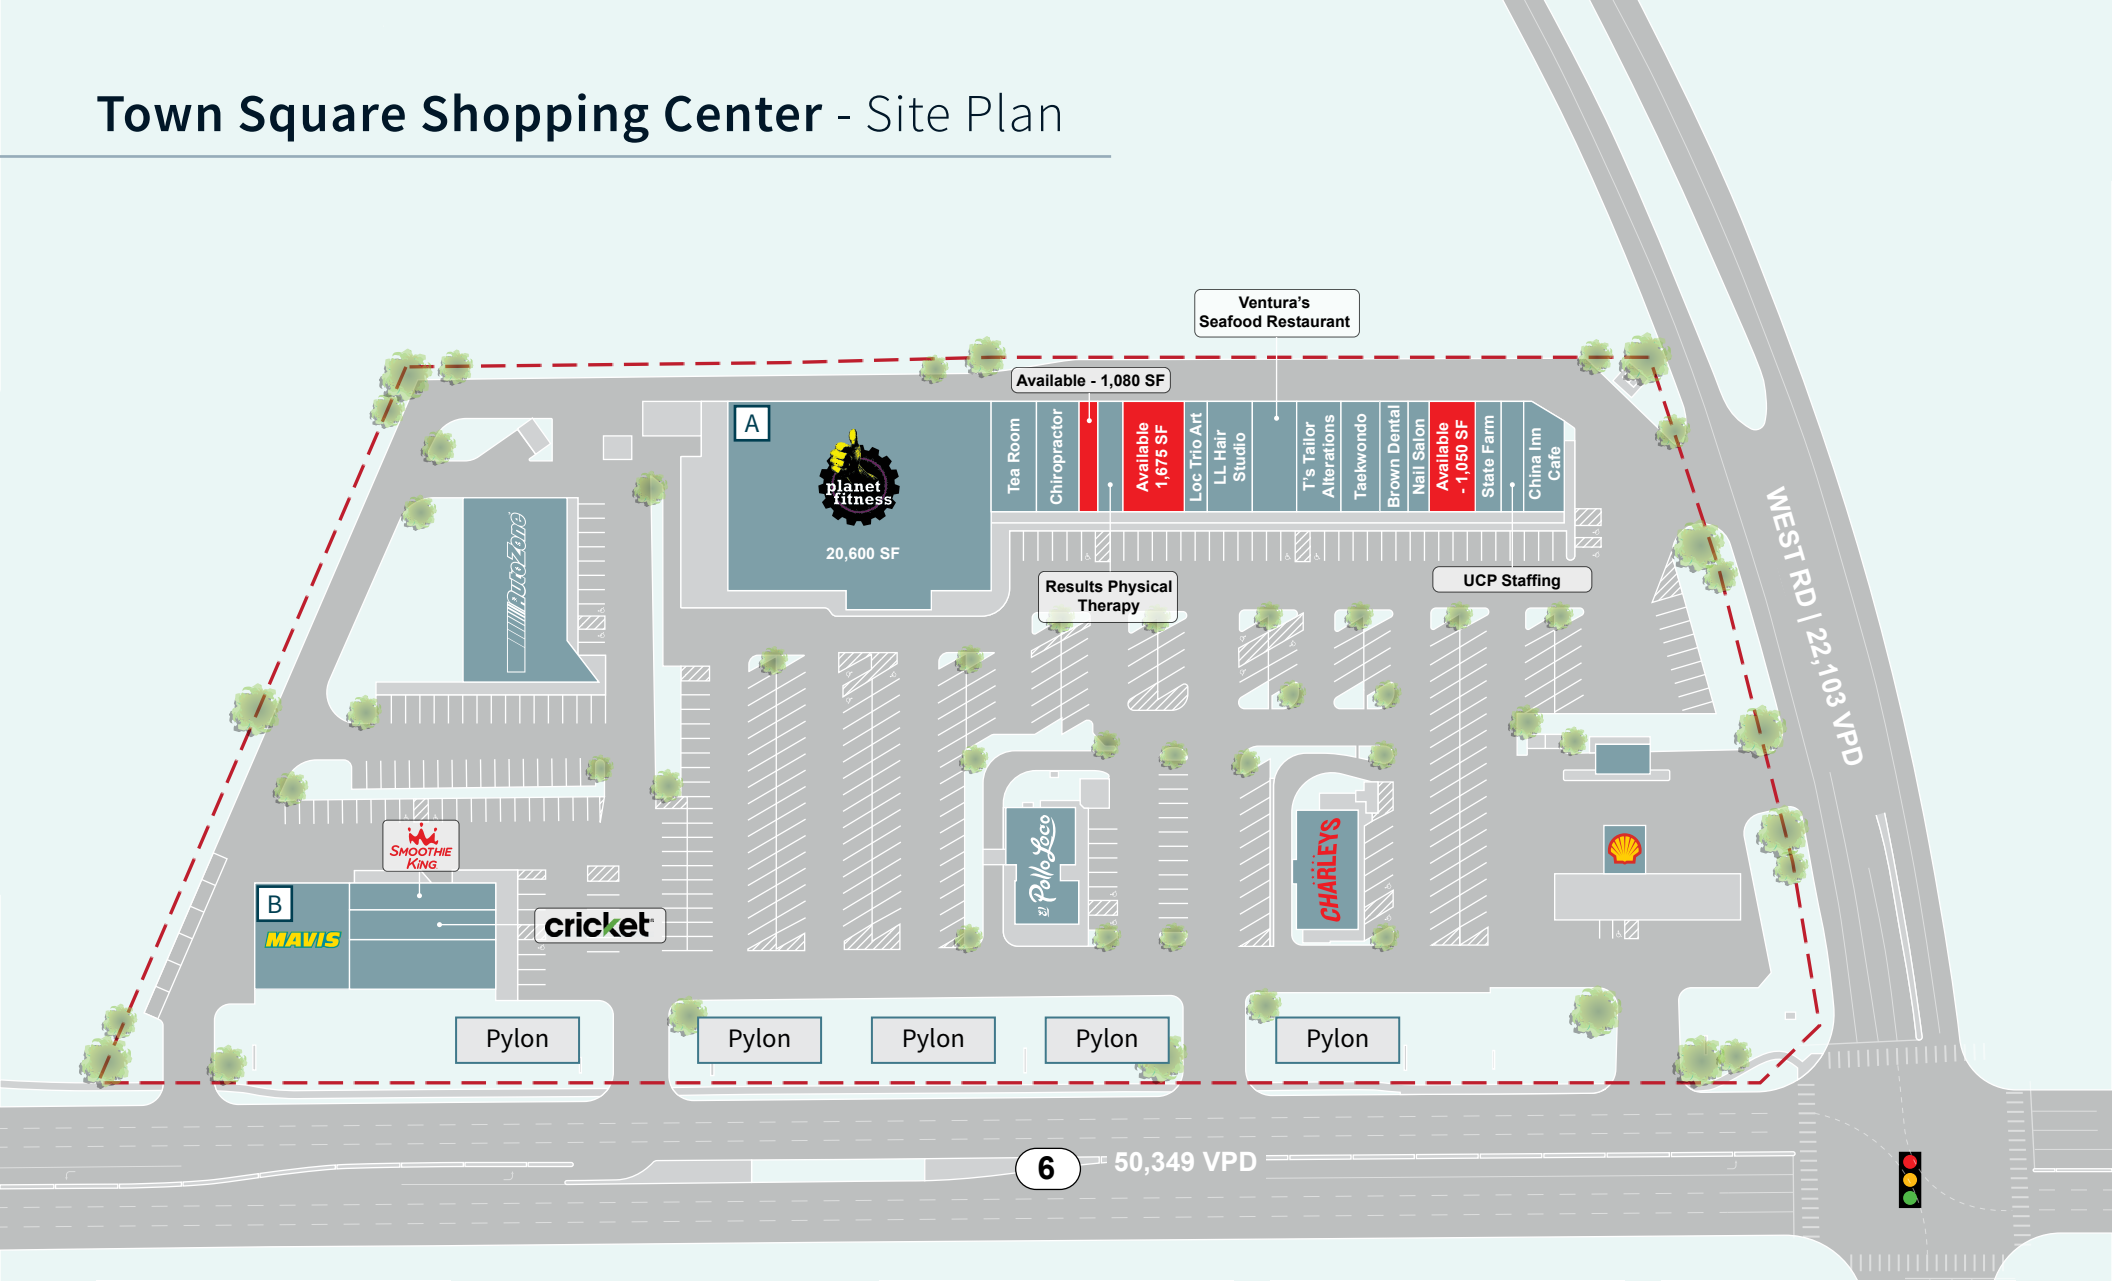 Town Square Shopping Center - Site Plan
Ventura's
Seafood Restaurant
Available - 1,080 SF
A
planet
fitness
20,600 SF
Tea Room
Chiropractor
Available
1,675 SF
Loc Trio Art
LL Hair
Studio
T's Tailor
Alterations
Taekwondo
Brown Dental
Nail Salon
Available
- 1,050 SF
State Farm
China Inn
Cafe
Results Physical
Therapy
UCP Staffing
AutoZone
WEST RD | 22,103 VPD
SMOOTHIE
KING
B
MAVIS
cricket
El Pollo Loco
CHARLEYS
Pylon
Pylon
Pylon
Pylon
Pylon
6
50,349 VPD